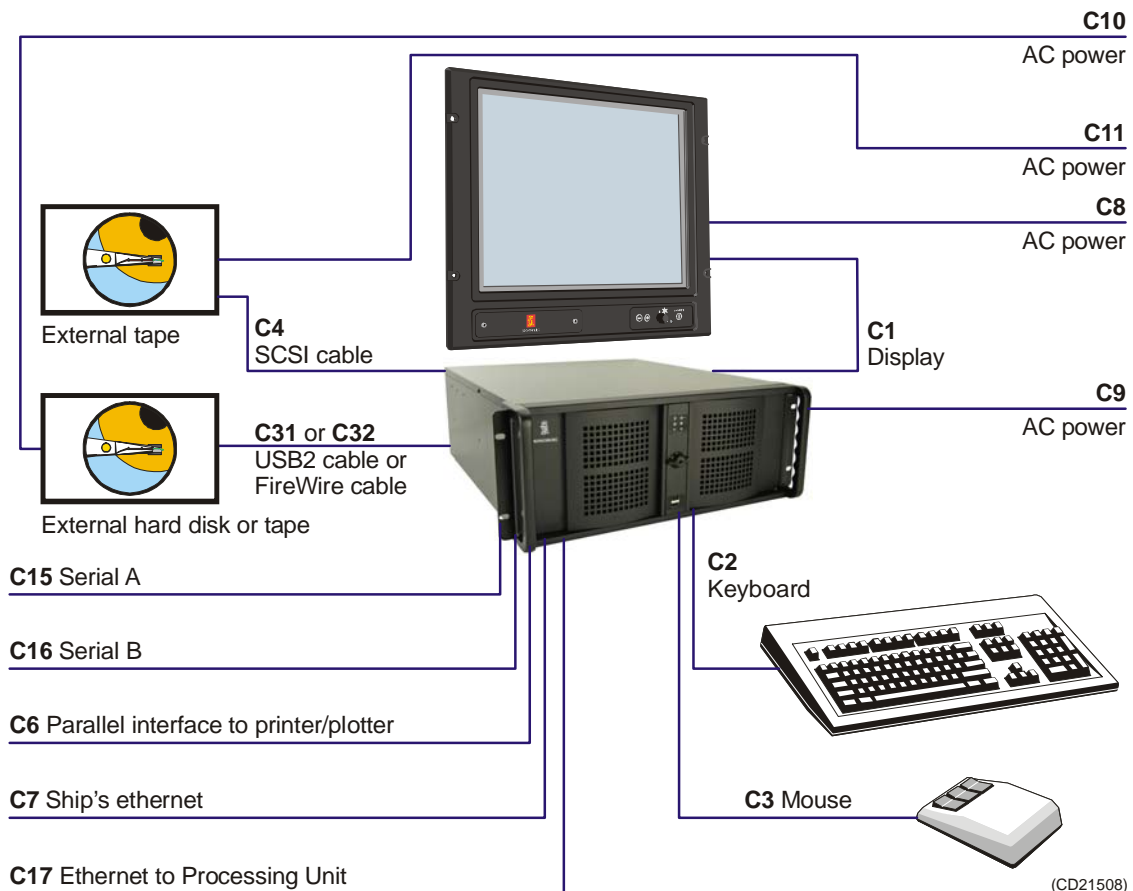 C10
AC power
C11
AC power
C8
AC power
External tape
C4
SCSI cable
C1
Display
C9
AC power
C31 or C32
USB2 cable or
FireWire cable
External hard disk or tape
C15 Serial A
C2
Keyboard
C16 Serial B
C6 Parallel interface to printer/plotter
C7 Ship's ethernet
C3 Mouse
C17 Ethernet to Processing Unit
(CD21508)